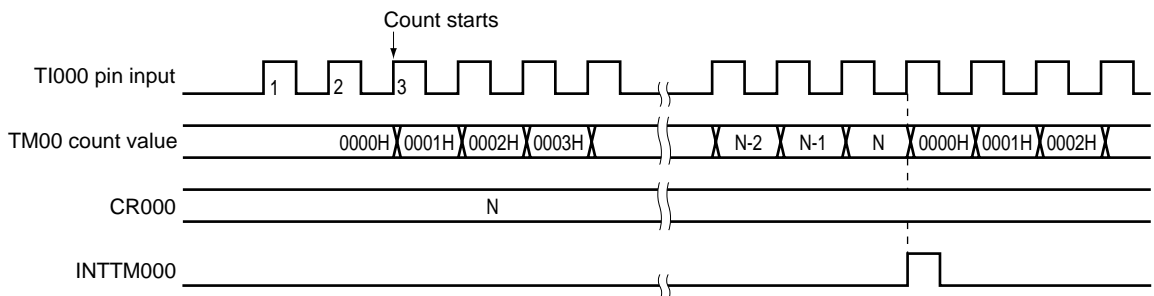 Count starts
TI000 pin input 1 2 3
TM00 count value 0000H 0001H 0002H 0003H N-2 N-1 N 0000H 0001H 0002H
CR000 N
INTTM000